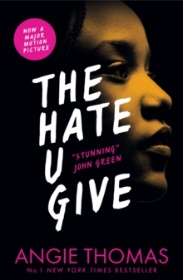 NOW A
MAJOR
MOTION
PICTURE
THE
HATE
U
GIVE
"STUNNING"
JOHN GREEN
ANGIE THOMAS
No.1 NEW YORK TIMES BESTSELLER